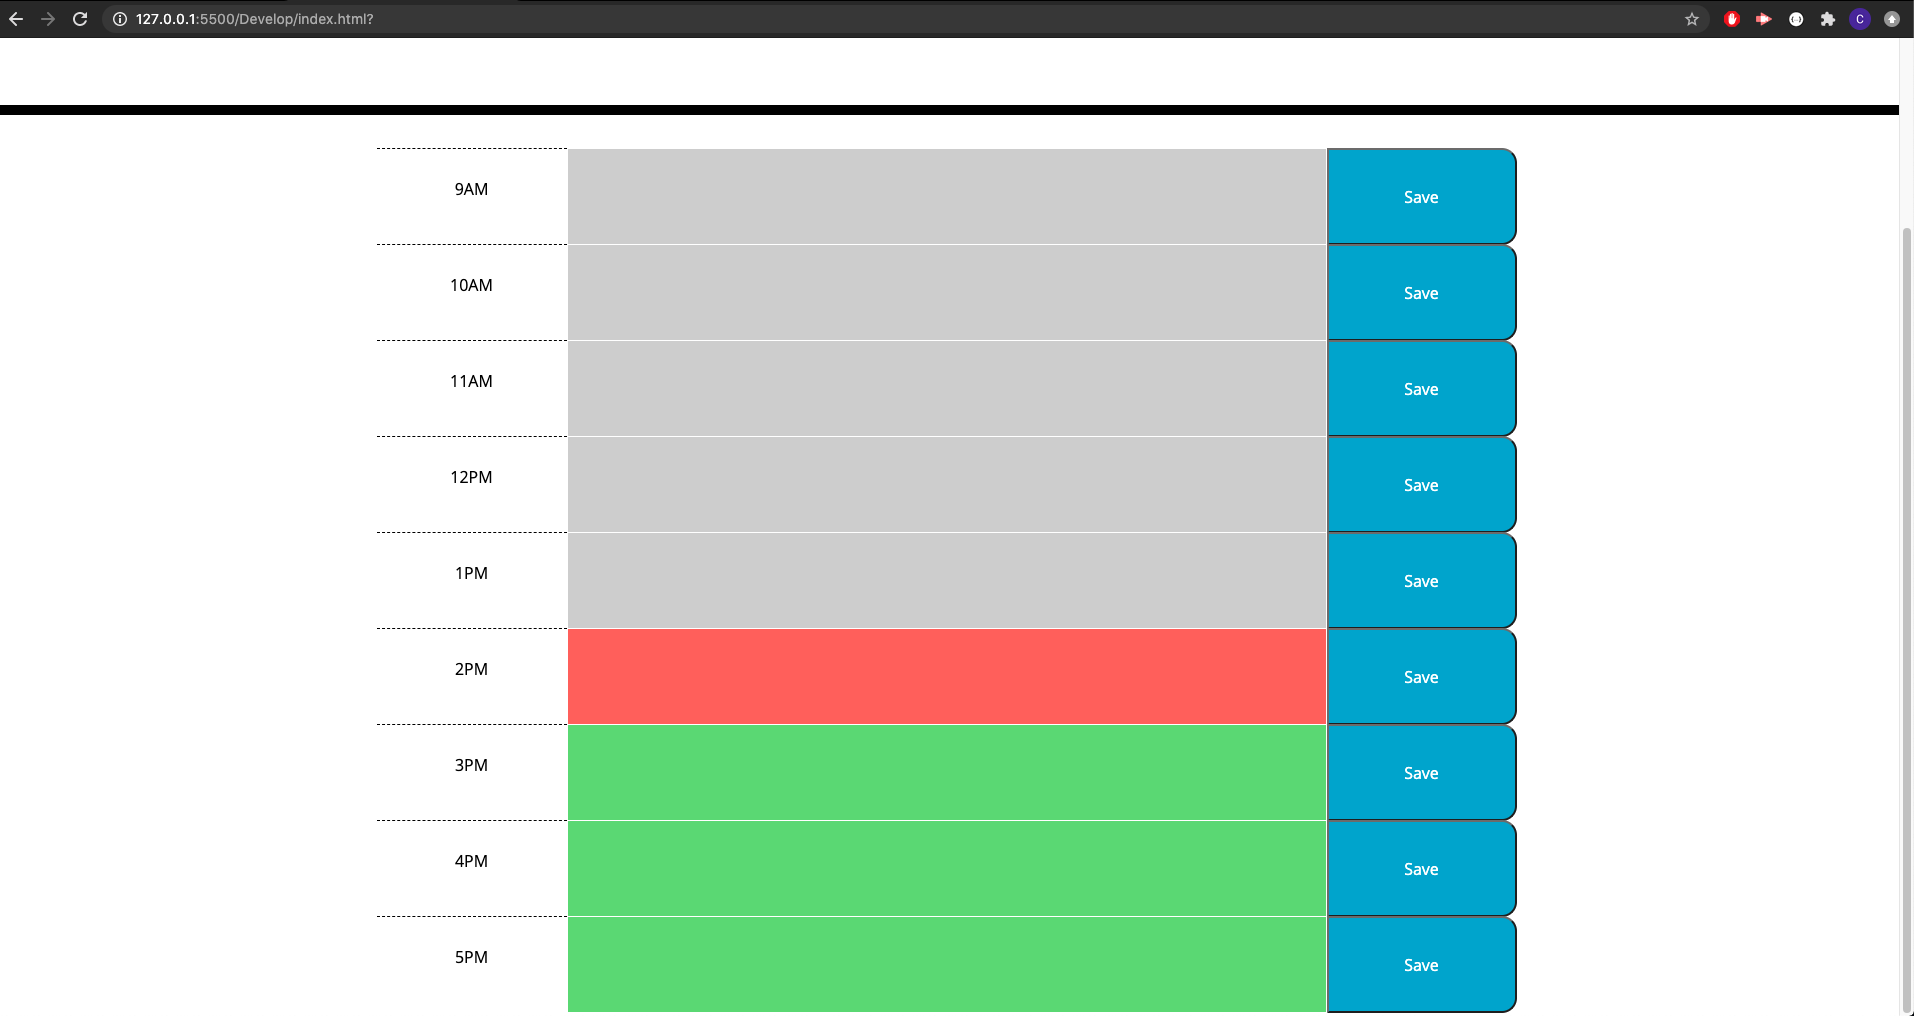 127.0.0.1:5500/Develop/index.html?
C
9AM Save
10AM Save
11AM Save
12PM Save
1PM Save
2PM Save
3PM Save
4PM Save
5PM Save